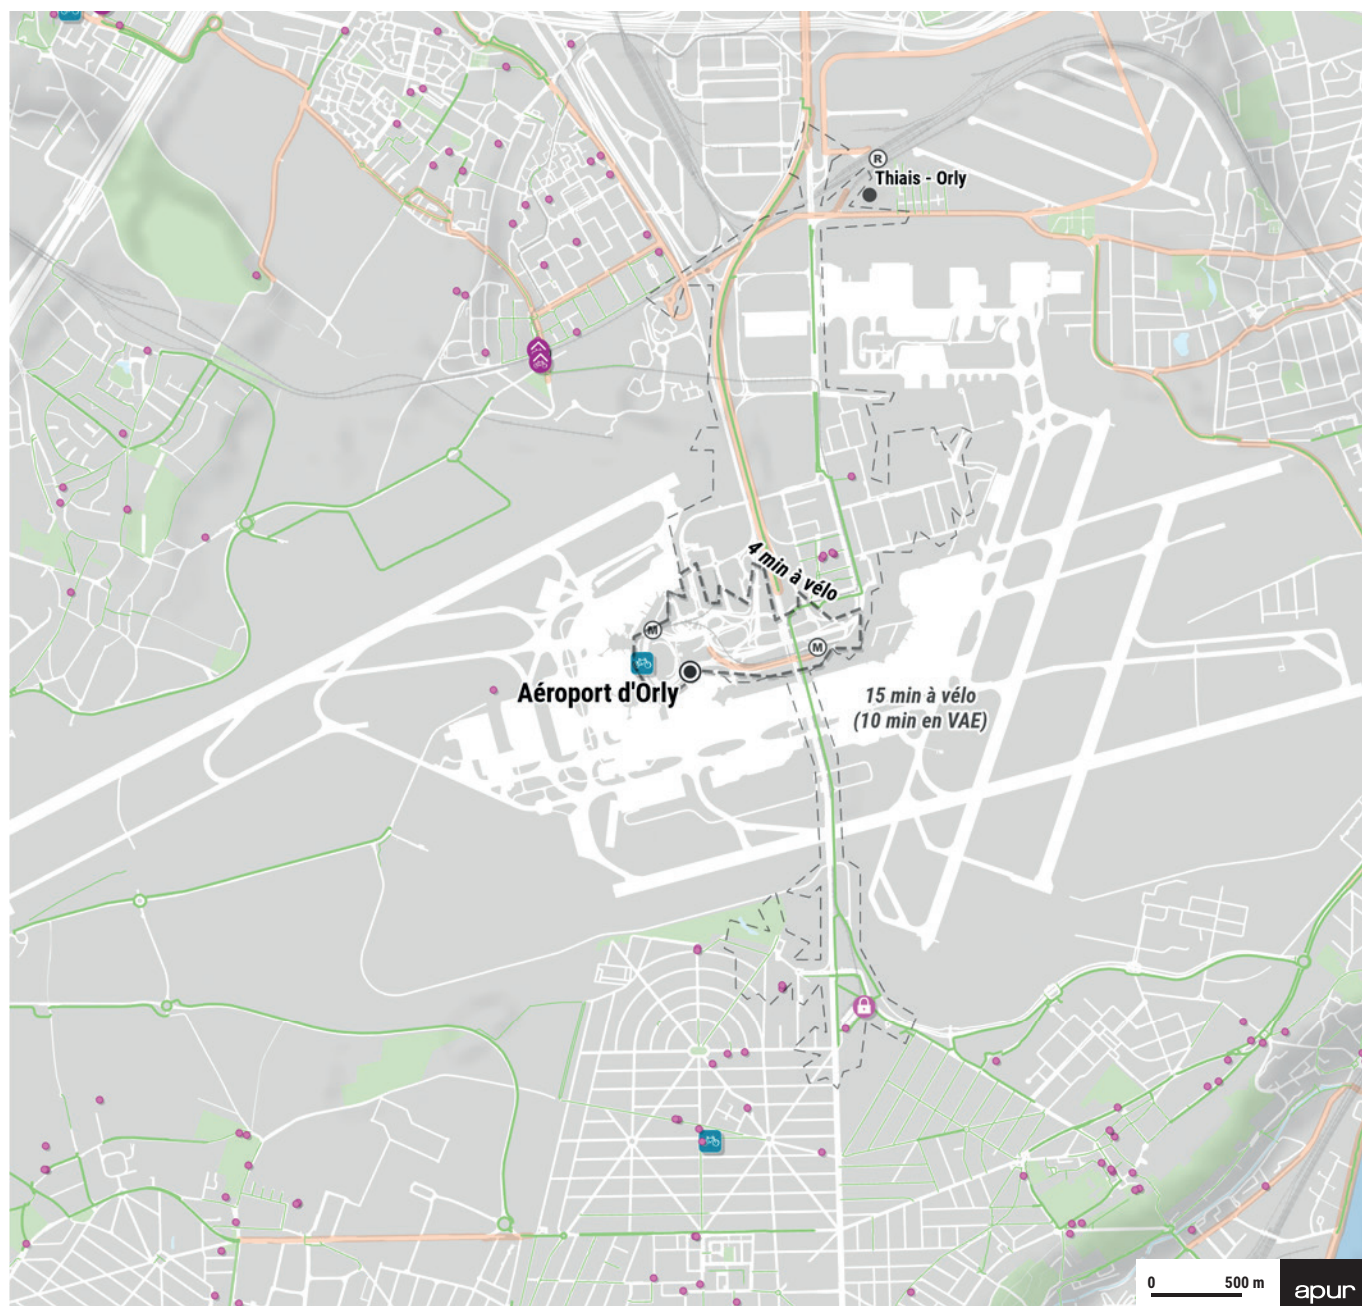 R
Thiais - Orly
4 min à vélo
M
M
Aéroport d'Orly
15 min à vélo
(10 min en VAE)
0 500 m
apur